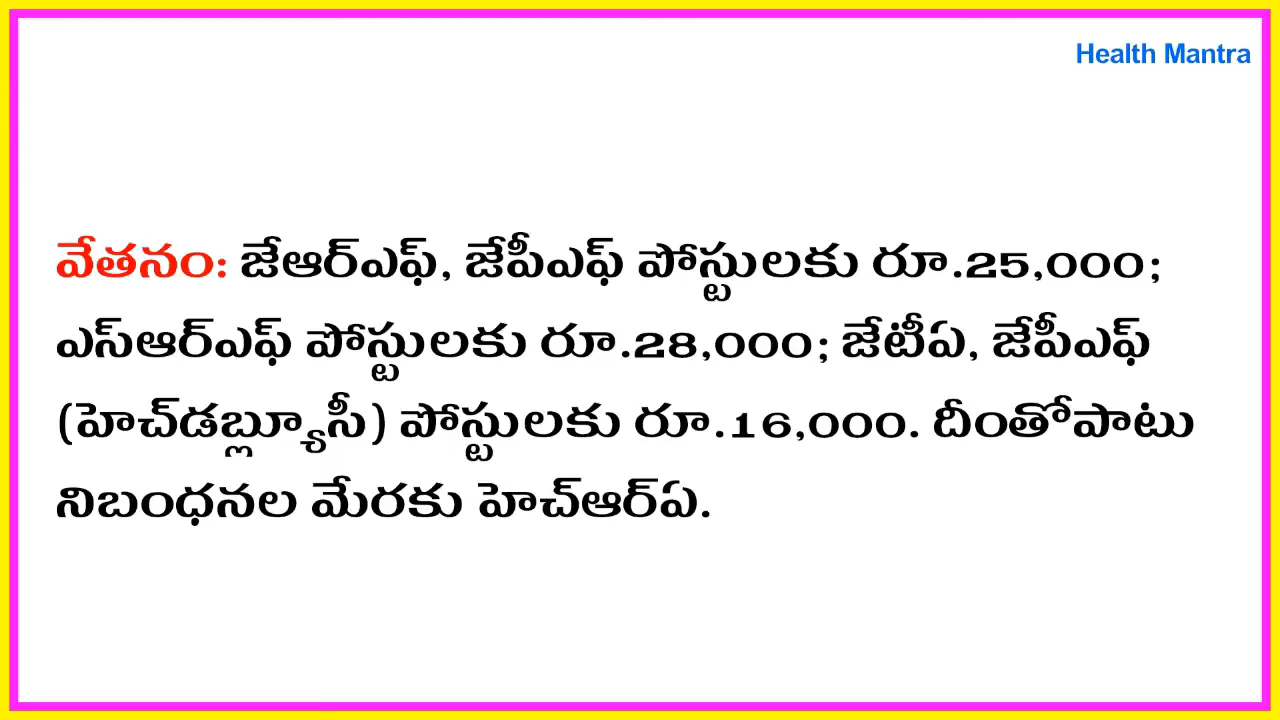 Health Mantra
వేతనం: జేఆర్ఎఫ్, జేపీఎఫ్ పోస్టులకు రూ.25,000;
ఎస్ఆర్ఎఫ్ పోస్టులకు రూ.28,000; జేటీఏ, జేపీఎఫ్
(హెచ్‌డబ్ల్యూసీ) పోస్టులకు రూ.16,000. దీంతోపాటు
నిబంధనల మేరకు హెచ్ఆర్ఏ.